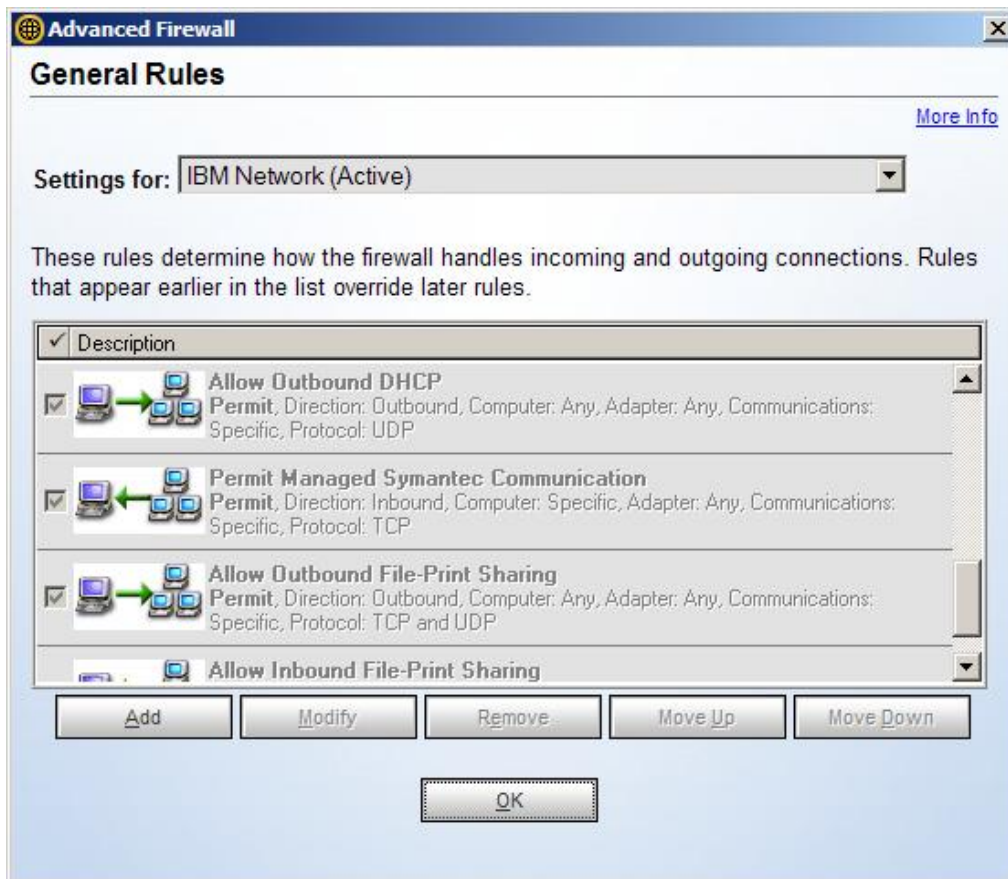 Advanced Firewall
General Rules
More Info
Settings for: IBM Network (Active)
These rules determine how the firewall handles incoming and outgoing connections. Rules
that appear earlier in the list override later rules.
Description
Allow Outbound DHCP
Permit, Direction: Outbound, Computer: Any, Adapter: Any, Communications:
Specific, Protocol: UDP
Permit Managed Symantec Communication
Permit, Direction: Inbound, Computer: Specific, Adapter: Any, Communications:
Specific, Protocol: TCP
Allow Outbound File-Print Sharing
Permit, Direction: Outbound, Computer: Any, Adapter: Any, Communications:
Specific, Protocol: TCP and UDP
Allow Inbound File-Print Sharing
Add Modify Remove Move Up Move Down
OK